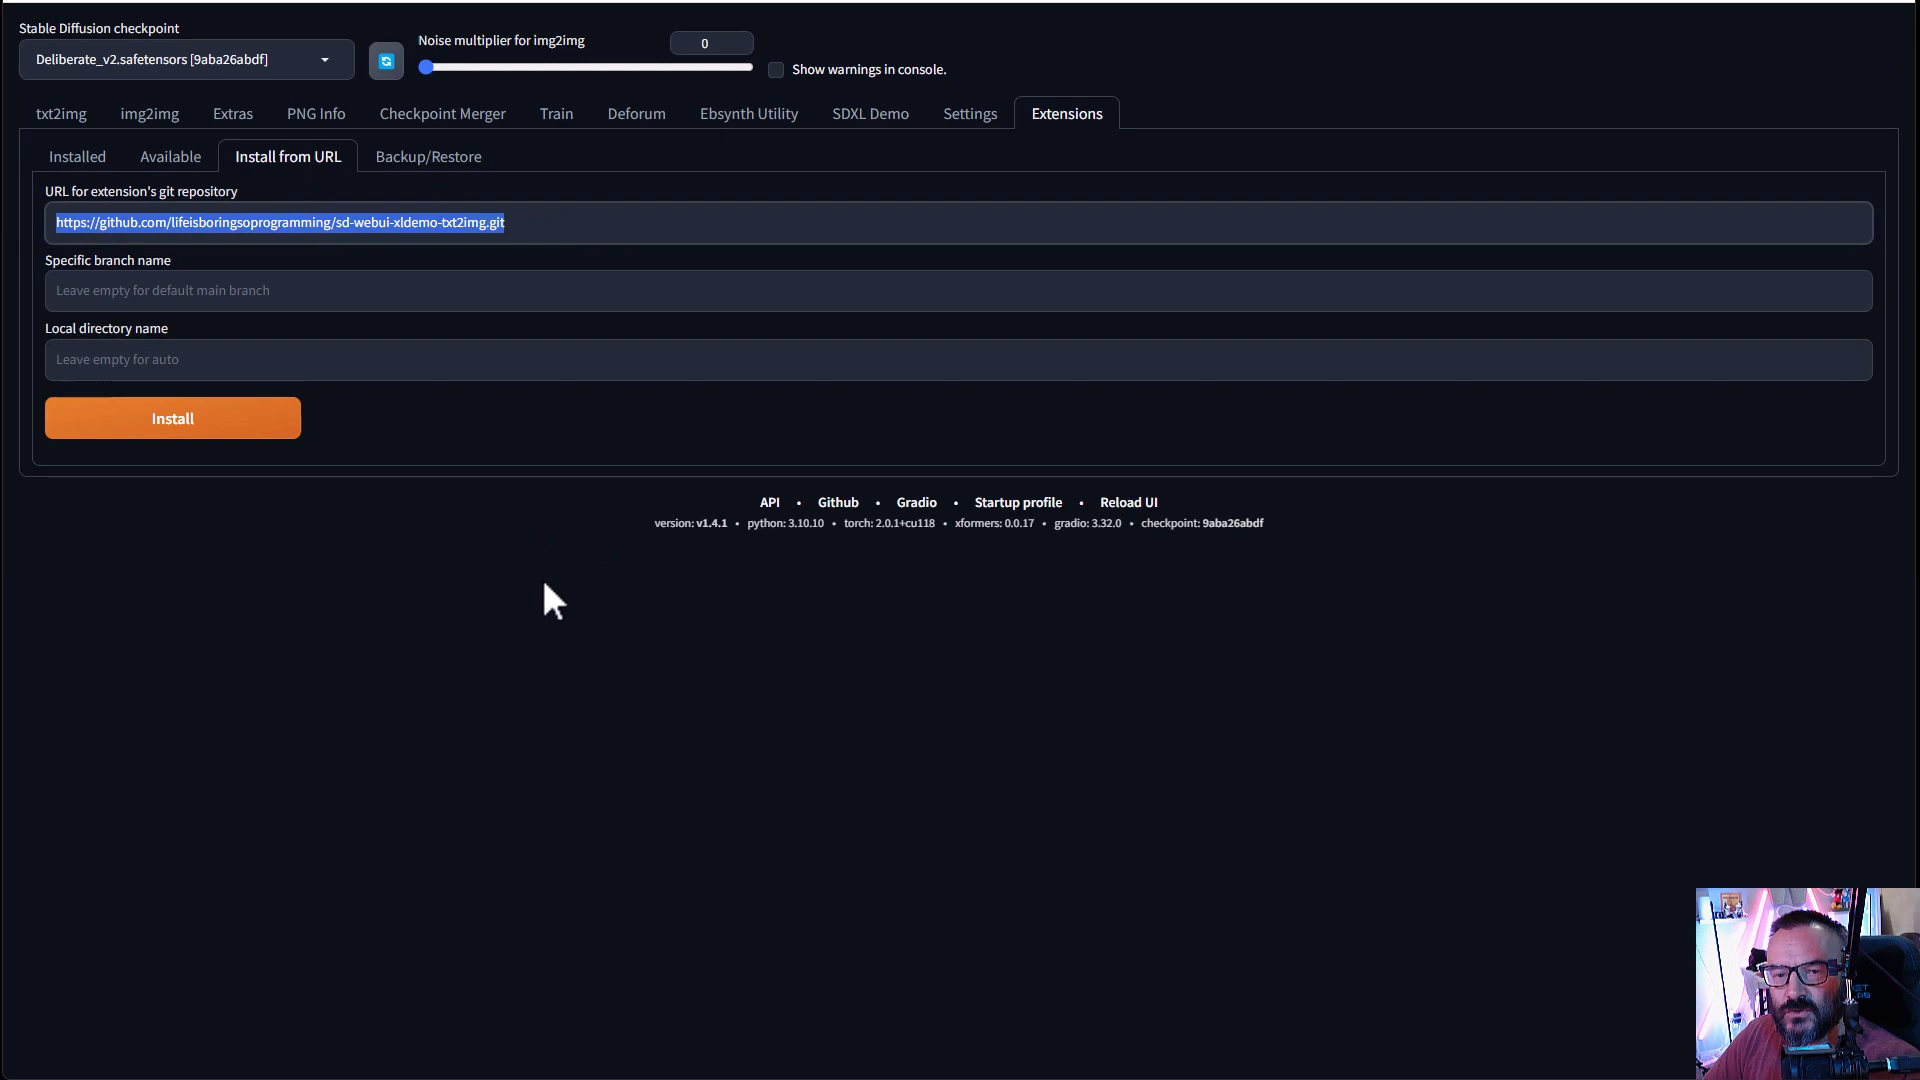 Stable Diffusion checkpoint
Deliberate_v2.safetensors [9aba26abdf]
Noise multiplier for img2img
0
Show warnings in console.
txt2img
img2img
Extras
PNG Info
Checkpoint Merger
Train
Deforum
Ebsynth Utility
SDXL Demo
Settings
Extensions
Installed
Available
Install from URL
Backup/Restore
URL for extension's git repository
https://github.com/lifeisboringsoprogramming/sd-webui-xldemo-txt2img.git
Specific branch name
Leave empty for default main branch
Local directory name
Leave empty for auto
Install
API • Github • Gradio • Startup profile • Reload UI
version: v1.4.1 • python: 3.10.10 • torch: 2.0.1+cu118 • xformers: 0.0.17 • gradio: 3.32.0 • checkpoint: 9aba26abdf